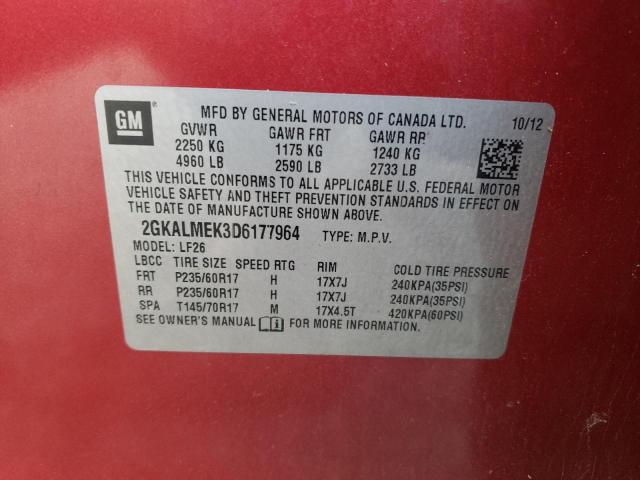 GM
MFD BY GENERAL MOTORS OF CANADA LTD.
10/12
GVWR GAWR FRT GAWR RR
2250 KG 1175 KG 1240 KG
4960 LB 2590 LB 2733 LB
THIS VEHICLE CONFORMS TO ALL APPLICABLE U.S. FEDERAL MOTOR
VEHICLE SAFETY AND THEFT PREVENTION STANDARDS IN EFFECT ON
THE DATE OF MANUFACTURE SHOWN ABOVE.
2GKALMEK3D6177964 TYPE: M.P.V.
MODEL: LF26
LBCC TIRE SIZE SPEED RTG RIM COLD TIRE PRESSURE
FRT P235/60R17 H 17X7J 240KPA(35PSI)
RR P235/60R17 H 17X7J 240KPA(35PSI)
SPA T145/70R17 M 17X4.5T 420KPA(60PSI)
SEE OWNER'S MANUAL FOR MORE INFORMATION.